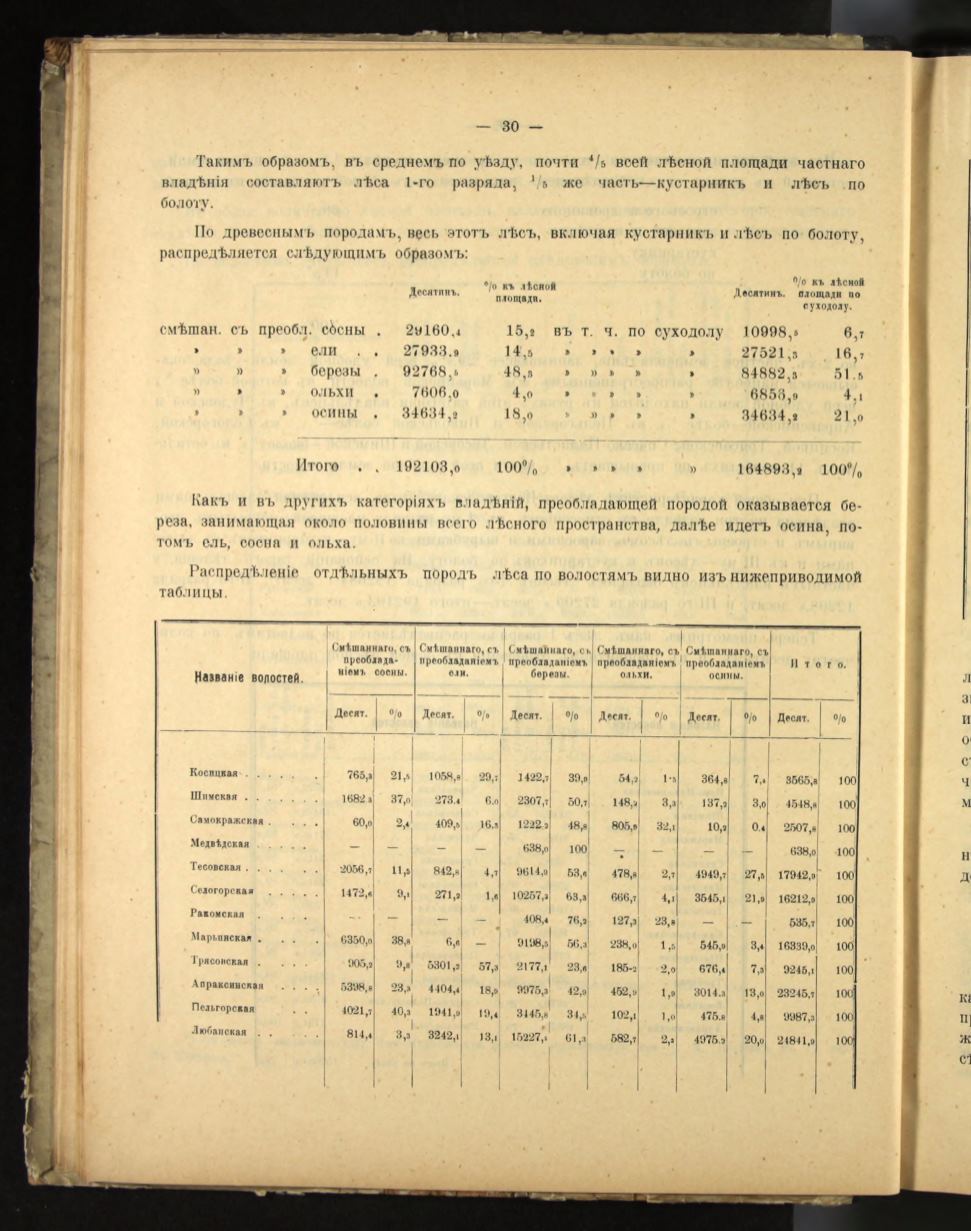 — 30 —
Такимъ образомъ, въ среднемъ по уѣзду, почти 4/5 всей лѣсной площади частнаго
владѣнія составляютъ лѣса 1-го разряда, 1/5 же часть—кустарникъ и лѣсъ по
болоту.
По древеснымъ породамъ, весь этотъ лѣсъ, включая кустарникъ и лѣсъ по болоту,
распредѣляется слѣдующимъ образомъ:
Десятинъ. % къ лѣсной площади. Десятинъ. % къ лѣсной площади по суходолу.
смѣшан. съ преобл. сосны . 29160,4 15,2 въ т. ч. по суходолу 10998,5 6,7
» » » ели . . 27933,9 14,5 » » » » » 27521,5 16,7
» » » березы . 92768,5 48,3 » » » » » 84882,3 51,5
» » » ольхи . 7606,0 4,0 » » » » » 6853,9 4,1
» » » осины . 34634,2 18,0 » » » » » 34634,2 21,0
Итого . . 192103,0 100% » » » » » 164893,2 100%
Какъ и въ другихъ категоріяхъ владѣній, преобладающей породой оказывается бе-
реза, занимающая около половины всего лѣсного пространства, далѣе идетъ осина, по-
томъ ель, сосна и ольха.
Распредѣленіе отдѣльныхъ породъ лѣса по волостямъ видно изъ нижеприводимой
таблицы.
Названіе волостей. Смѣшаннаго, съ преоблада-ніемъ сосны. Смѣшаннаго, съ преобладаніемъ ели. Смѣшаннаго, съ преобладаніемъ березы. Смѣшаннаго, съ преобладаніемъ ольхи. Смѣшаннаго, съ преобладаніемъ осины. Итого.
Десят. % Десят. % Десят. % Десят. % Десят. % Десят. %
Косицкая . . . . . . 765,3 21,5 1058,8 29,7 1422,7 39,9 54,2 1·5 364,8 7,4 3565,8 100
Шимская . . . . . . . 1682,3 37,0 273,4 6,0 2307,7 50,7 148,2 3,3 137,2 3,0 4548,8 100
Самокражская . . . . 60,0 2,4 409,5 16,3 1222,2 48,8 805,9 32,1 10,2 0,4 2507,8 100
Медвѣдская . . . . . — — — — 638,0 100 — — — — 638,0 100
Тесовская . . . . . . 2056,7 11,5 842,8 4,7 9614,9 53,6 478,8 2,7 4949,7 27,5 17942,9 100
Селогорская . . . . . 1472,6 9,1 271,2 1,6 10257,3 63,3 666,7 4,1 3545,1 21,9 16212,9 100
Ракомская . . . . — — — — 408,4 76,2 127,3 23,8 — — 535,7 100
Марьинская . . . . 6350,0 38,8 6,6 — 9198,5 56,3 238,0 1,5 545,9 3,4 16339,0 100
Трясовская . . . . 905,2 9,8 5301,2 57,3 2177,1 23,6 185-2 2,0 676,4 7,3 9245,1 100
Апраксинская . . . . 5398,8 23,3 4404,4 18,9 9975,3 42,9 452,9 1,9 3014,3 13,0 23245,7 100
Пельгорская . . 4021,7 40,3 1941,9 19,4 3445,8 34,5 102,1 1,0 475,8 4,8 9987,3 100
Любанская . . . . . 814,4 3,3 3242,1 13,1 15227,1 61,3 582,7 2,3 4975,2 20,0 24841,9 100